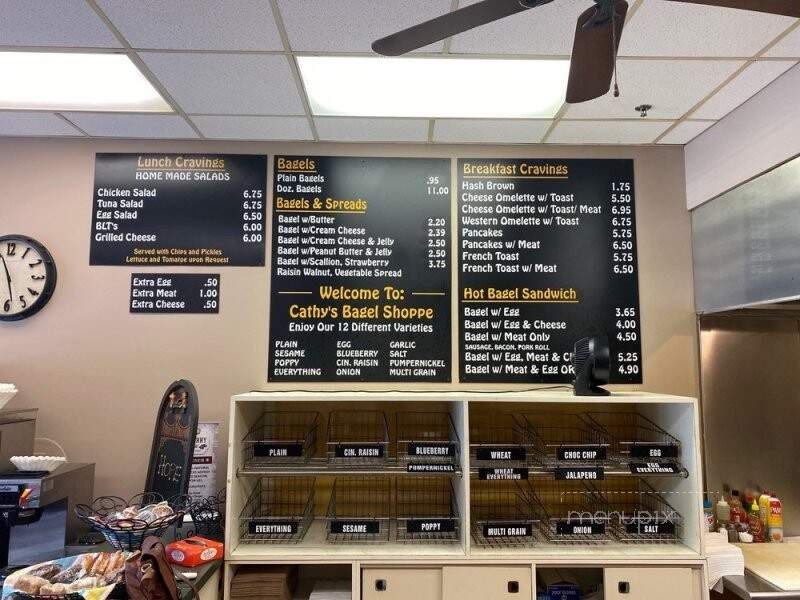 Lunch Cravings
HOME MADE SALADS
Chicken Salad 6.75
Tuna Salad 6.75
Egg Salad 6.50
BLT's 6.00
Grilled Cheese 6.00
Served with Chips and Pickles
Lettuce and Tomatoe upon Request
Extra Egg .50
Extra Meat 1.00
Extra Cheese .50
Bagels
Plain Bagels .95
Doz. Bagels 11.00
Bagels & Spreads
Bagel w/Butter 2.20
Bagel w/Cream Cheese 2.39
Bagel w/Cream Cheese & Jelly 2.50
Bagel w/Peanut Butter & Jelly 2.50
Bagel w/Scallion, Strawberry 3.75
Raisin Walnut, Vegetable Spread
Welcome To:
Cathy's Bagel Shoppe
Enjoy Our 12 Different Varieties
PLAIN EGG GARLIC
SESAME BLUEBERRY SALT
POPPY CIN. RAISIN PUMPERNICKEL
EVERYTHING ONION MULTI GRAIN
Breakfast Cravings
Hash Brown 1.75
Cheese Omelette w/ Toast 5.50
Cheese Omelette w/ Toast/ Meat 6.95
Western Omelette w/ Toast 6.75
Pancakes 5.50
Pancakes w/ Meat 6.50
French Toast 5.75
French Toast w/ Meat 6.50
Hot Bagel Sandwich
Bagel w/ Egg 3.65
Bagel w/ Egg & Cheese 4.00
Bagel w/ Meat Only 4.50
SAUSAGE, BACON, PORK ROLL
Bagel w/ Egg, Meat & 5.25
Bagel w/ Meat & Egg 4.90
PLAIN
CIN. RAISIN
BLUEBERRY
PUMPERNICKEL
WHEAT
WHEAT EVERYTHING
CHOC CHIP
JALAPENO
EGG
EGG EVERYTHING
EVERYTHING
SESAME
POPPY
MULTI GRAIN
ONION
SALT
menupix